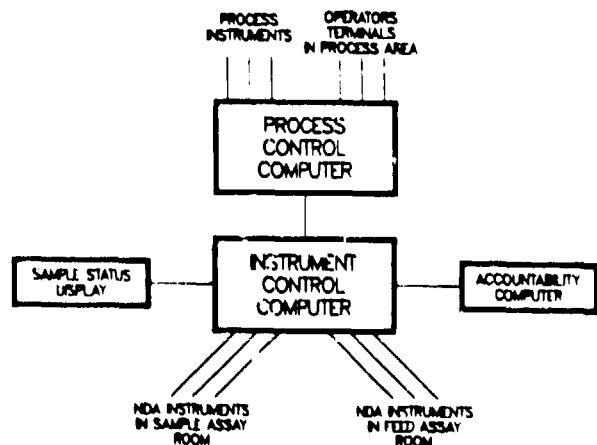 PROCESS
INSTRUMENTS
OPERATORS
TERMINALS
IN PROCESS AREA
PROCESS
CONTROL
COMPUTER
INSTRUMENT
CONTROL
COMPUTER
SAMPLE STATUS
DISPLAY
ACCOUNTABILITY
COMPUTER
NDA INSTRUMENTS
IN SAMPLE ASSAY
ROOM
NDA INSTRUMENTS
IN FEED ASSAY
ROOM